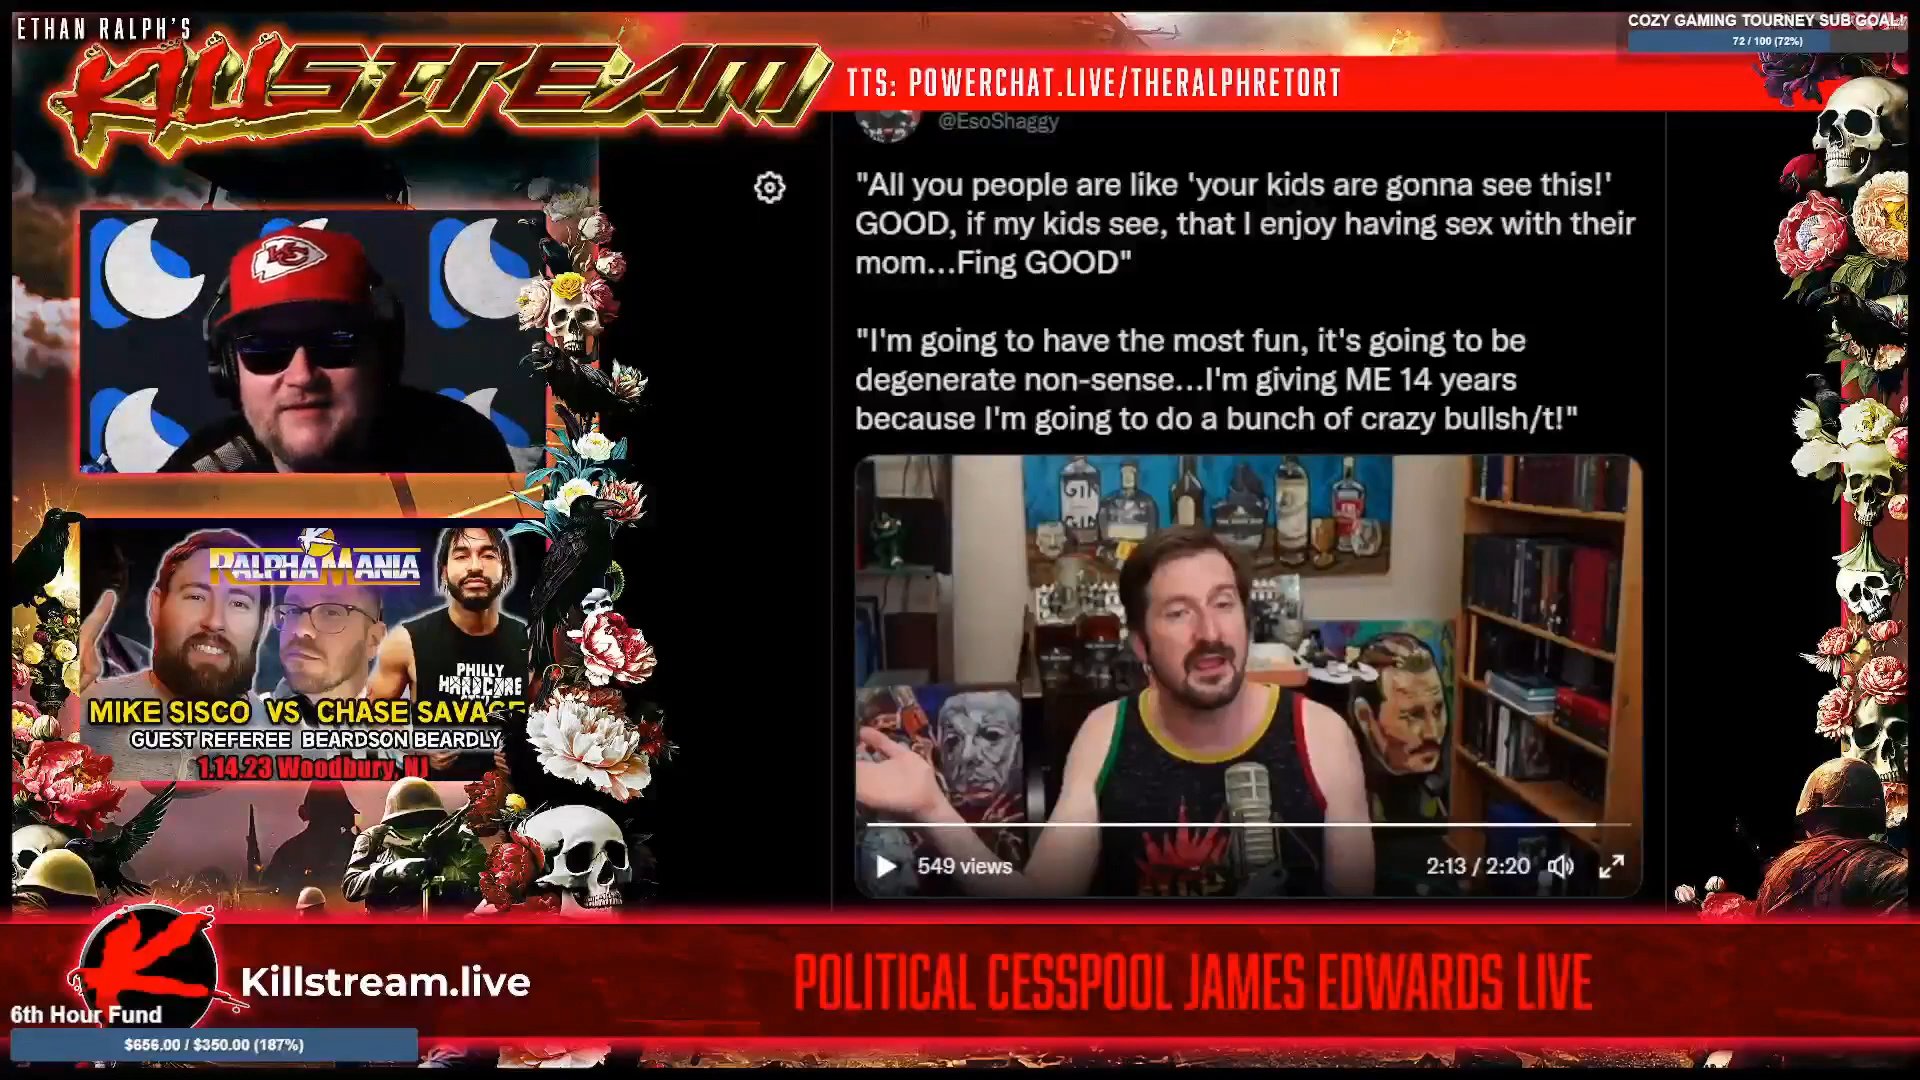 ETHAN RALPH'S
KILLSTREAM
COZY GAMING TOURNEY SUB GOAL!
72 / 100 (72%)
TTS: POWERCHAT.LIVE/THERALPHRETORT
@EsoShaggy
"All you people are like 'your kids are gonna see this!'
GOOD, if my kids see, that I enjoy having sex with their
mom...Fing GOOD"
"I'm going to have the most fun, it's going to be
degenerate non-sense...I'm giving ME 14 years
because I'm going to do a bunch of crazy bullsh/t!"
KC
GIN
GIN
549 views
2:13 / 2:20
RALPHAMANIA
PHILLY
HARDCORE
MIKE SISCO VS CHASE SAVAGE
GUEST REFEREE BEARDSON BEARDLY
1.14.23 Woodbury, NJ
K
Killstream.live
POLITICAL CESSPOOL JAMES EDWARDS LIVE
6th Hour Fund
$656.00 / $350.00 (187%)